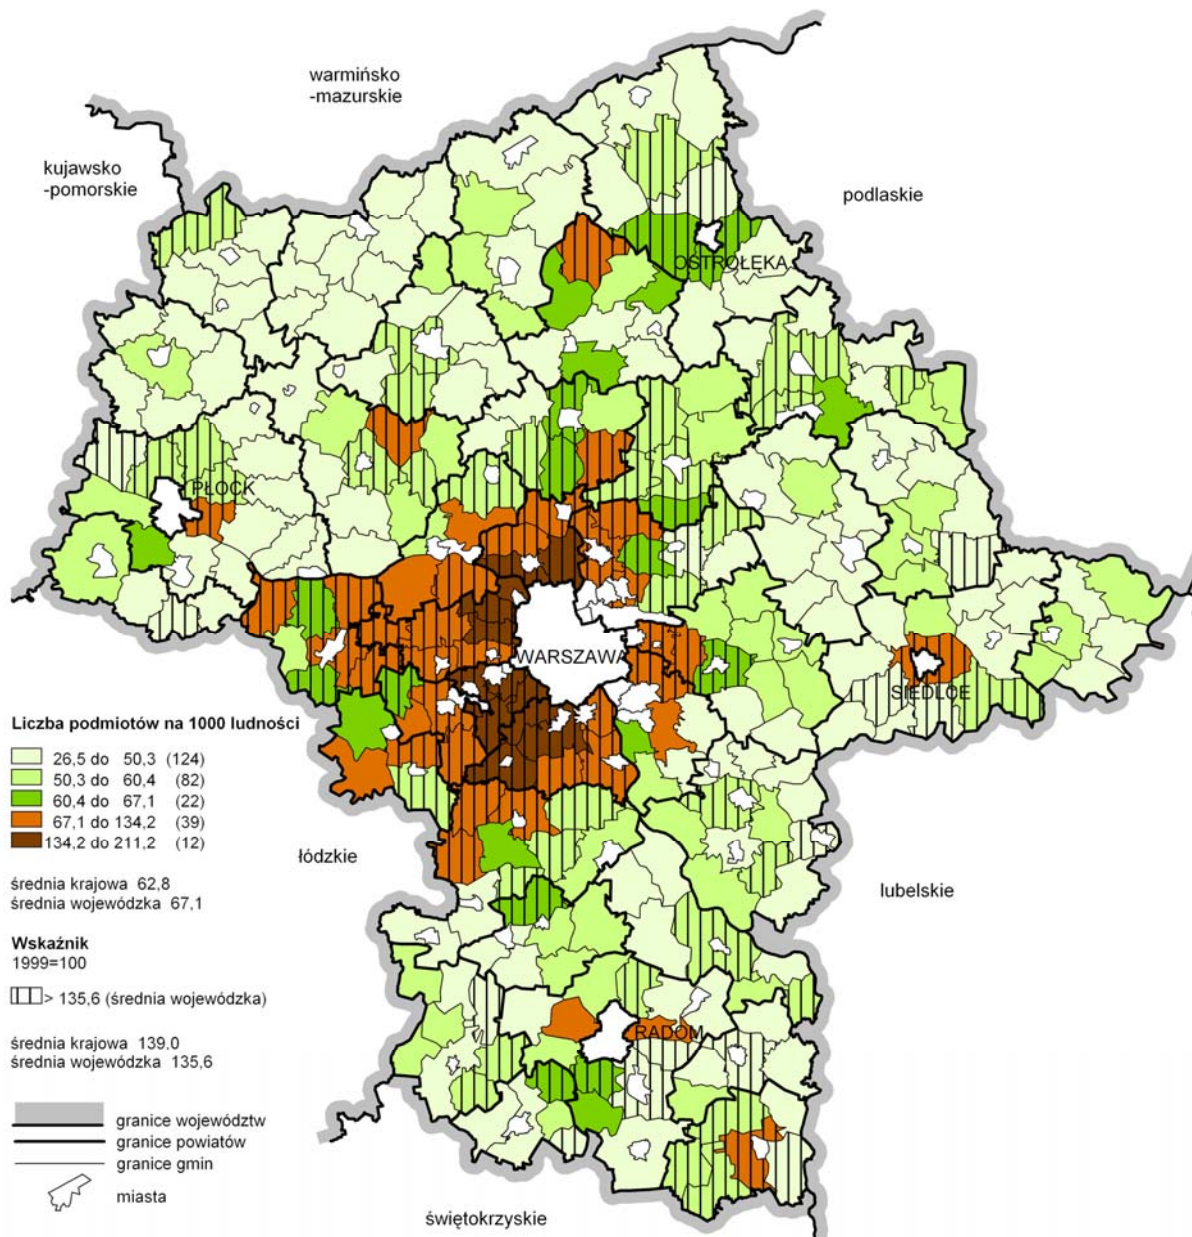 warmińsko
-mazurskie
kujawsko
-pomorskie
podlaskie
OSTROŁĘKA
PŁOCK
WARSZAWA
SIEDLCE
Liczba podmiotów na 1000 ludności
26,5 do 50,3 (124)
50,3 do 60,4 (82)
60,4 do 67,1 (22)
67,1 do 134,2 (39)
134,2 do 211,2 (12)
łódzkie
średnia krajowa 62,8
średnia wojewódzka 67,1
lubelskie
Wskaźnik
1999=100
> 135,6 (średnia wojewódzka)
RADOM
średnia krajowa 139,0
średnia wojewódzka 135,6
granice województw
granice powiatów
granice gmin
miasta
świętokrzyskie